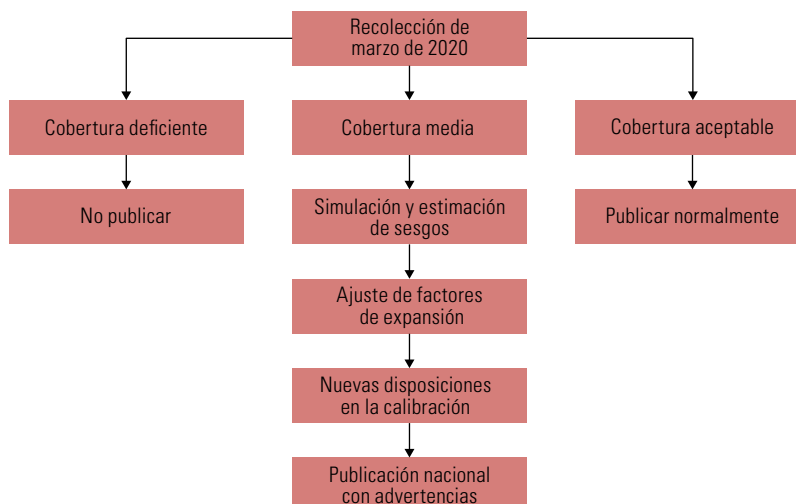 Recolección de
marzo de 2020
Cobertura deficiente
Cobertura media
Cobertura aceptable
No publicar
Simulación y estimación
de sesgos
Publicar normalmente
Ajuste de factores
de expansión
Nuevas disposiciones
en la calibración
Publicación nacional
con advertencias